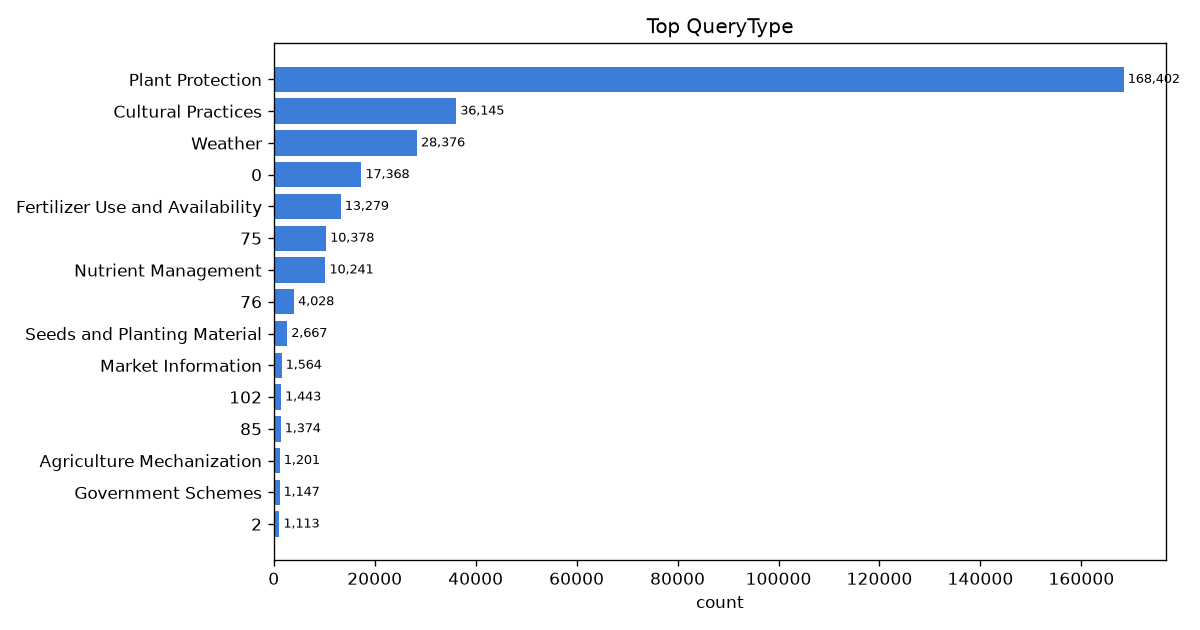 Top QueryType
Plant Protection 168,402
Cultural Practices 36,145
Weather 28,376
0 17,368
Fertilizer Use and Availability 13,279
75 10,378
Nutrient Management 10,241
76 4,028
Seeds and Planting Material 2,667
Market Information 1,564
102 1,443
85 1,374
Agriculture Mechanization 1,201
Government Schemes 1,147
2 1,113
0 20000 40000 60000 80000 100000 120000 140000 160000
count